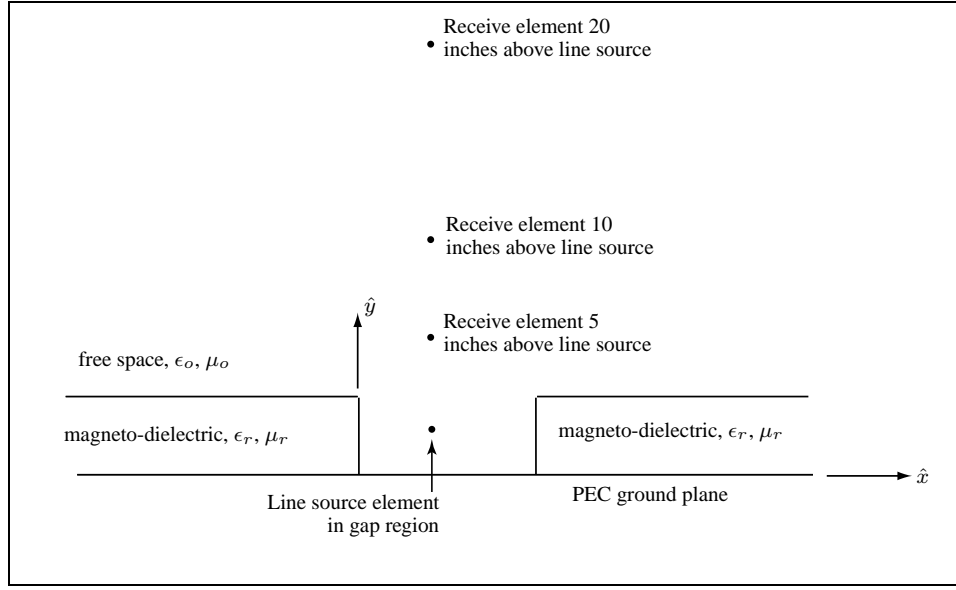 Receive element 20
inches above line source
Receive element 10
inches above line source
ŷ
Receive element 5
inches above line source
free space, ϵₒ, μₒ
magneto-dielectric, ϵᵣ, μᵣ
magneto-dielectric, ϵᵣ, μᵣ
x̂
Line source element
in gap region
PEC ground plane